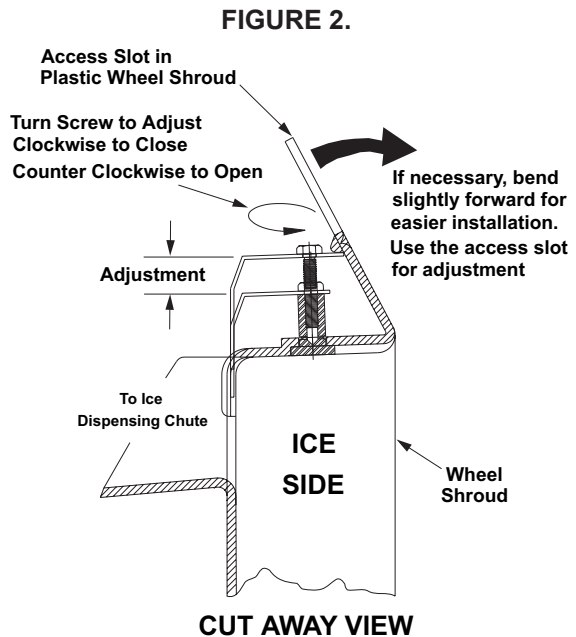 FIGURE 2.
Access Slot in
Plastic Wheel Shroud
Turn Screw to Adjust
Clockwise to Close
Counter Clockwise to Open
If necessary, bend
slightly forward for
easier installation.
Use the access slot
for adjustment
Adjustment
To Ice
Dispensing Chute
ICE
SIDE
Wheel
Shroud
CUT AWAY VIEW